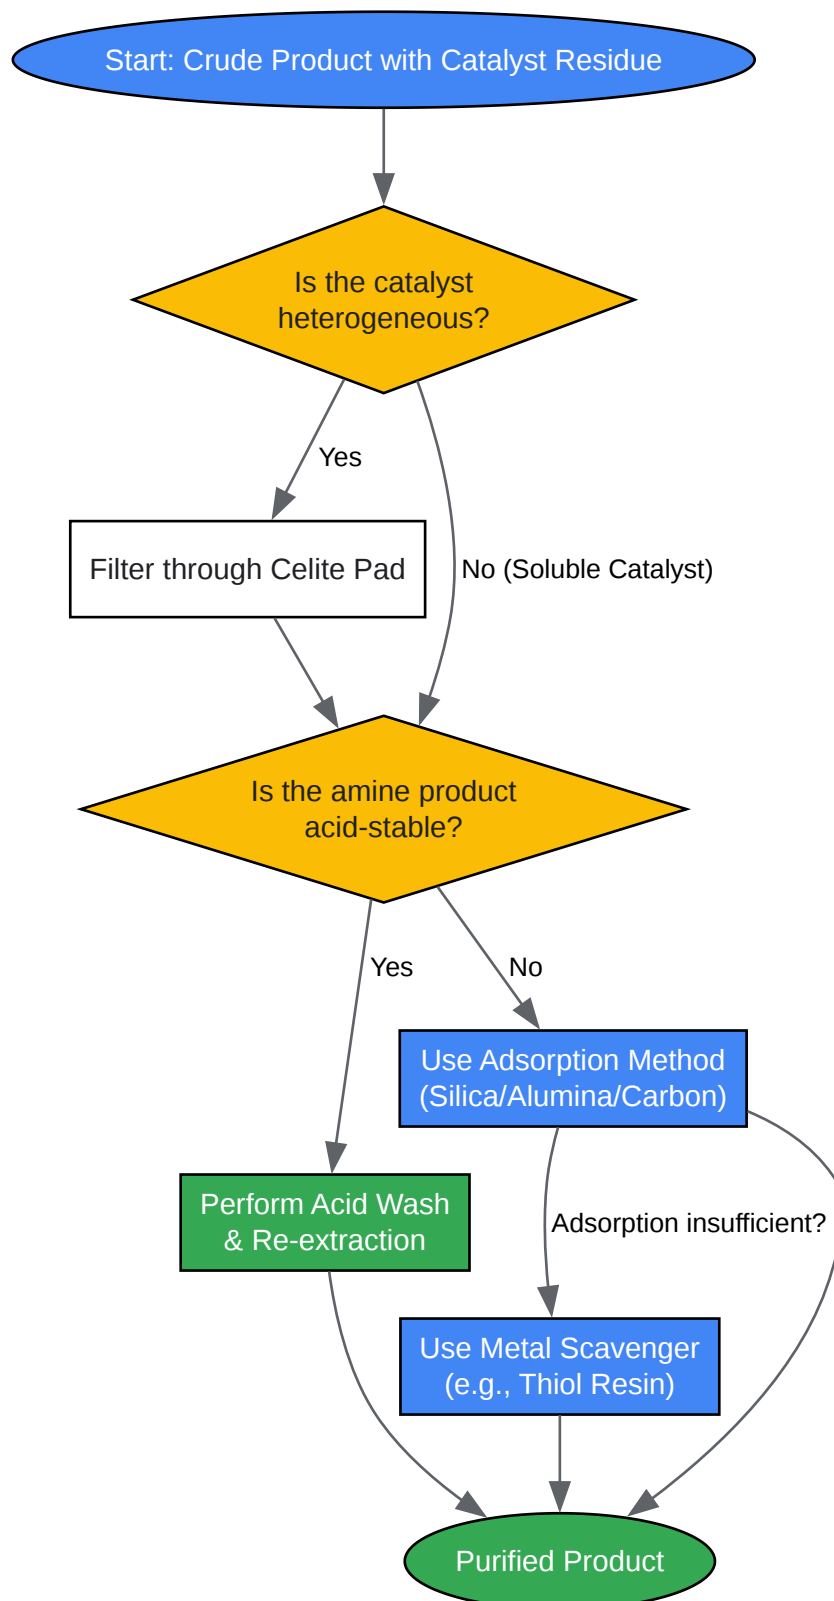 Start: Crude Product with Catalyst Residue
Is the catalyst
heterogeneous?
Yes
Filter through Celite Pad
No (Soluble Catalyst)
Is the amine product
acid-stable?
Yes
No
Use Adsorption Method
(Silica/Alumina/Carbon)
Perform Acid Wash
& Re-extraction
Adsorption insufficient?
Use Metal Scavenger
(e.g., Thiol Resin)
Purified Product